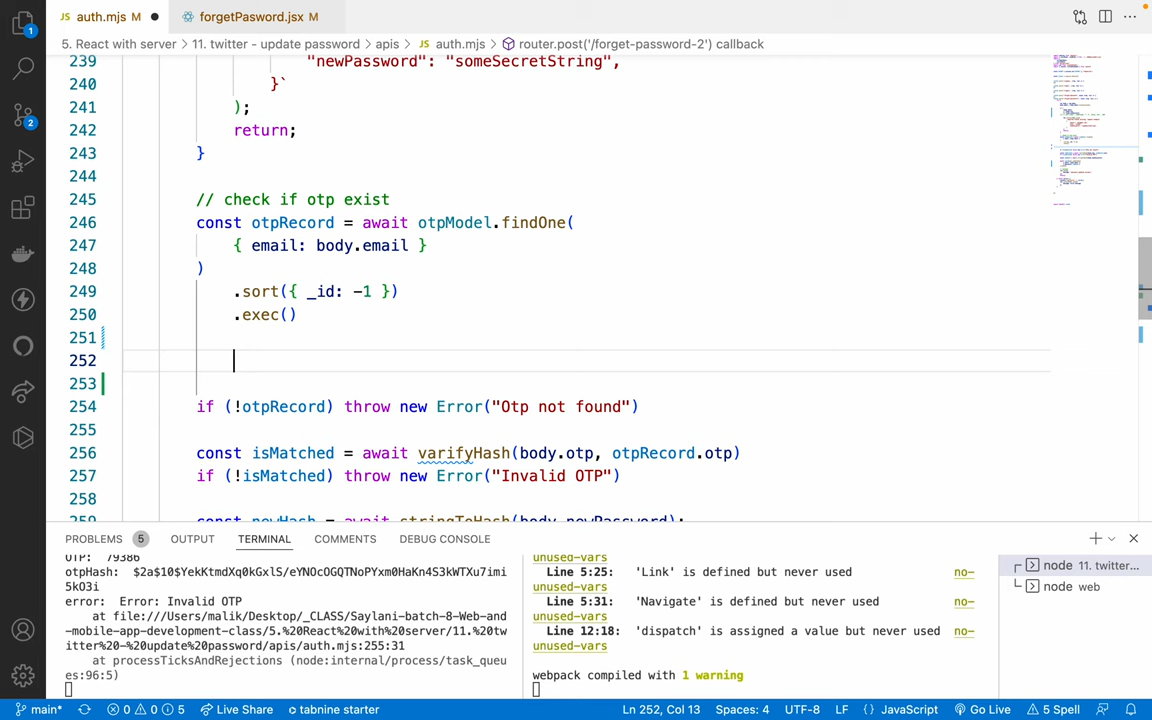 JS auth.mjs M ●
forgetPasword.jsx M
5. React with server > 11. twitter - update password > apis > JS auth.mjs > router.post('/forget-password-2') callback
239 "newPassword": "someSecretString",
240 }`
241 );
242 return;
243 }
244
245 // check if otp exist
246 const otpRecord = await otpModel.findOne(
247 { email: body.email }
248 )
249 .sort({ _id: -1 })
250 .exec()
251
252
253
254 if (!otpRecord) throw new Error("Otp not found")
255
256 const isMatched = await varifyHash(body.otp, otpRecord.otp)
257 if (!isMatched) throw new Error("Invalid OTP")
258
259 const newHash = await stringToHash(body.newPassword);
PROBLEMS 5 OUTPUT TERMINAL COMMENTS DEBUG CONSOLE
OTP: 79386
otpHash: $2a$10$YekKtmdXq0kGxlS/eYNOcOGQTNoPYxm0HaKn4S3kWTXu7imi
5kO3i
error: Error: Invalid OTP
at file:///Users/malik/Desktop/_CLASS/Saylani-batch-8-Web-and
-mobile-app-development-class/5.%20React%20with%20server/11.%20tw
itter%20-%20update%20password/apis/auth.mjs:255:31
at processTicksAndRejections (node:internal/process/task_queu
es:96:5)
unused-vars
Line 5:25: 'Link' is defined but never used no-
unused-vars
Line 5:31: 'Navigate' is defined but never used no-
unused-vars
Line 12:18: 'dispatch' is assigned a value but never used no-
unused-vars
webpack compiled with 1 warning
node 11. twitter...
node web
1
2
main* 0 0 5 Live Share tabnine starter Ln 252, Col 13 Spaces: 4 UTF-8 LF {} JavaScript Go Live 5 Spell